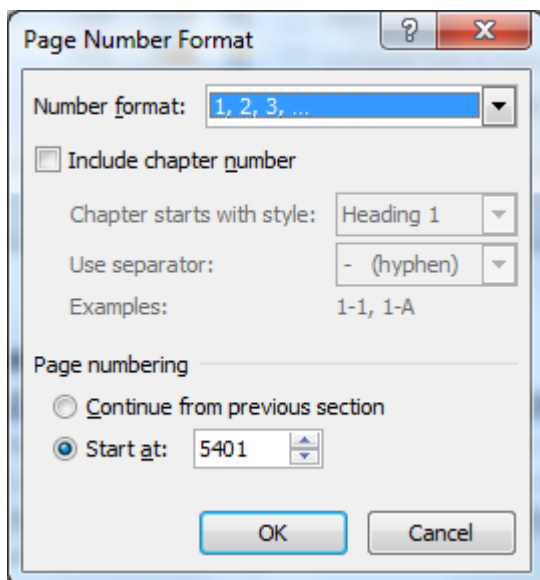 Page Number Format
Number format: 1, 2, 3, ...
Include chapter number
Chapter starts with style: Heading 1
Use separator: - (hyphen)
Examples: 1-1, 1-A
Page numbering
Continue from previous section
Start at: 5401
OK Cancel